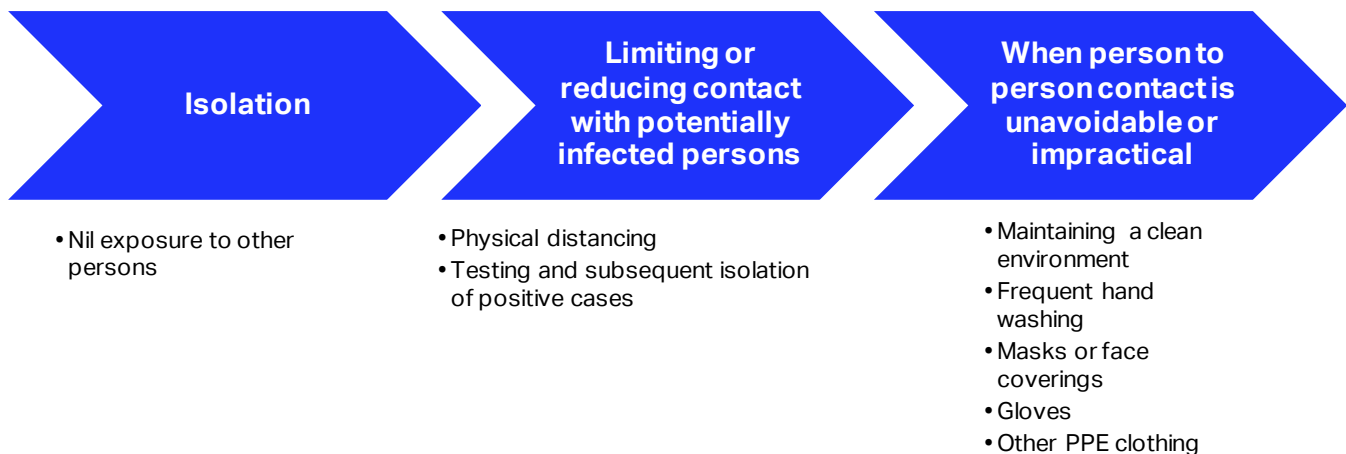 Isolation
• Nil exposure to other
persons
Limiting or
reducing contact
with potentially
infected persons
• Physical distancing
• Testing and subsequent isolation
of positive cases
When person to
person contact is
unavoidable or
impractical
• Maintaining a clean
environment
• Frequent hand
washing
• Masks or face
coverings
• Gloves
• Other PPE clothing